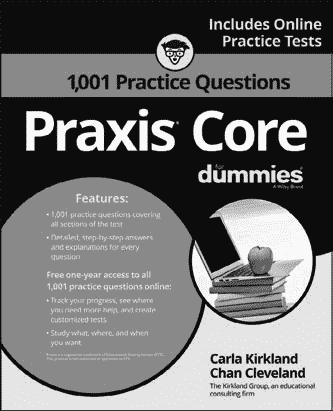 Includes Online
Practice Tests
1,001 Practice Questions
Praxis® Core
for
dummies®
A Wiley Brand
Features:
• 1,001 practice questions covering
all sections of the test
• Detailed, step-by-step answers
and explanations for every
question
Free one-year access to all
1,001 practice questions online:
• Track your progress, see where
you need more help, and create
customized tests
• Study what, where, and when
you want
Carla Kirkland
Chan Cleveland
The Kirkland Group, an educational
consulting firm